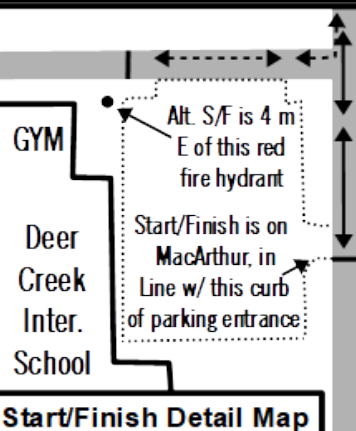 Alt. S/F is 4 m
E of this red
fire hydrant
GYM
Start/Finish is on
MacArthur, in
Line w/ this curb
of parking entrance
Deer
Creek
Inter.
School
Start/Finish Detail Map